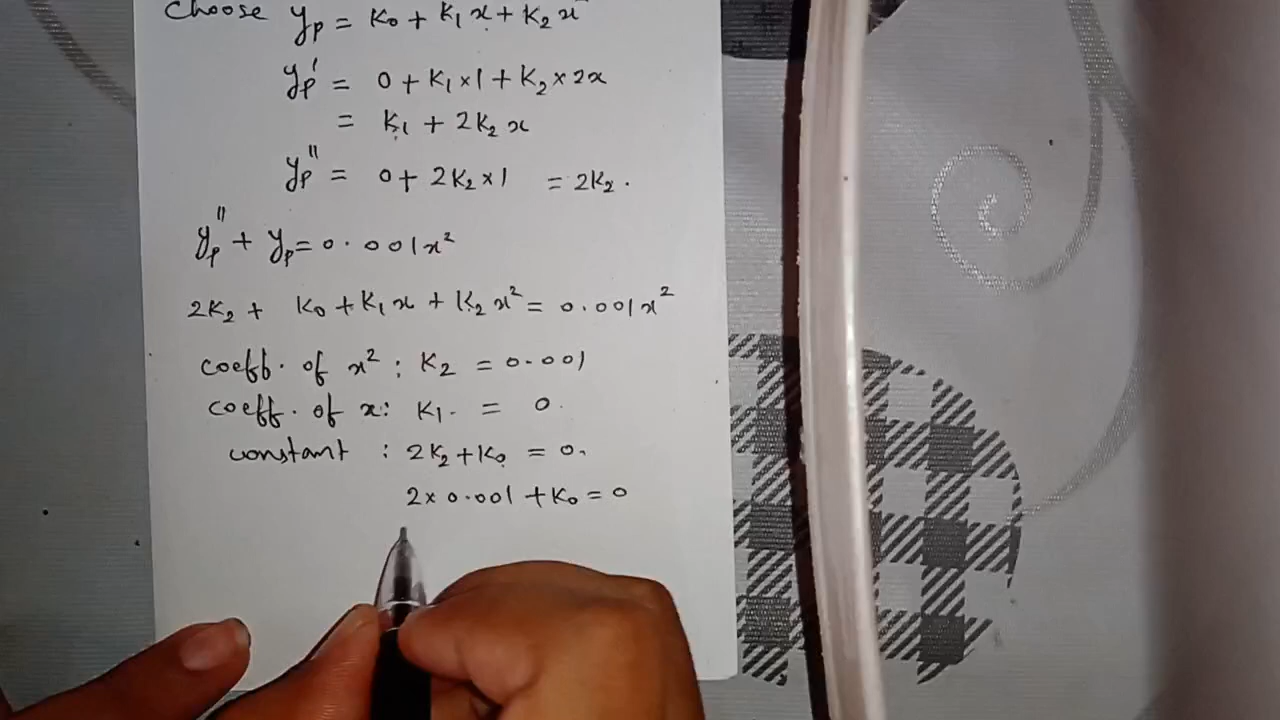 Choose yp = K0 + K1 x + K2 x
yp' = 0 + K1 × 1 + K2 × 2x
= K1 + 2K2 x
yp'' = 0 + 2K2 × 1 = 2K2.
yp'' + yp = 0.001x²
2K2 + K0 + K1 x + K2 x² = 0.001x²
coeff. of x² : K2 = 0.001
coeff. of x : K1. = 0.
constant : 2K2 + K0 = 0.
2 × 0.001 + K0 = 0